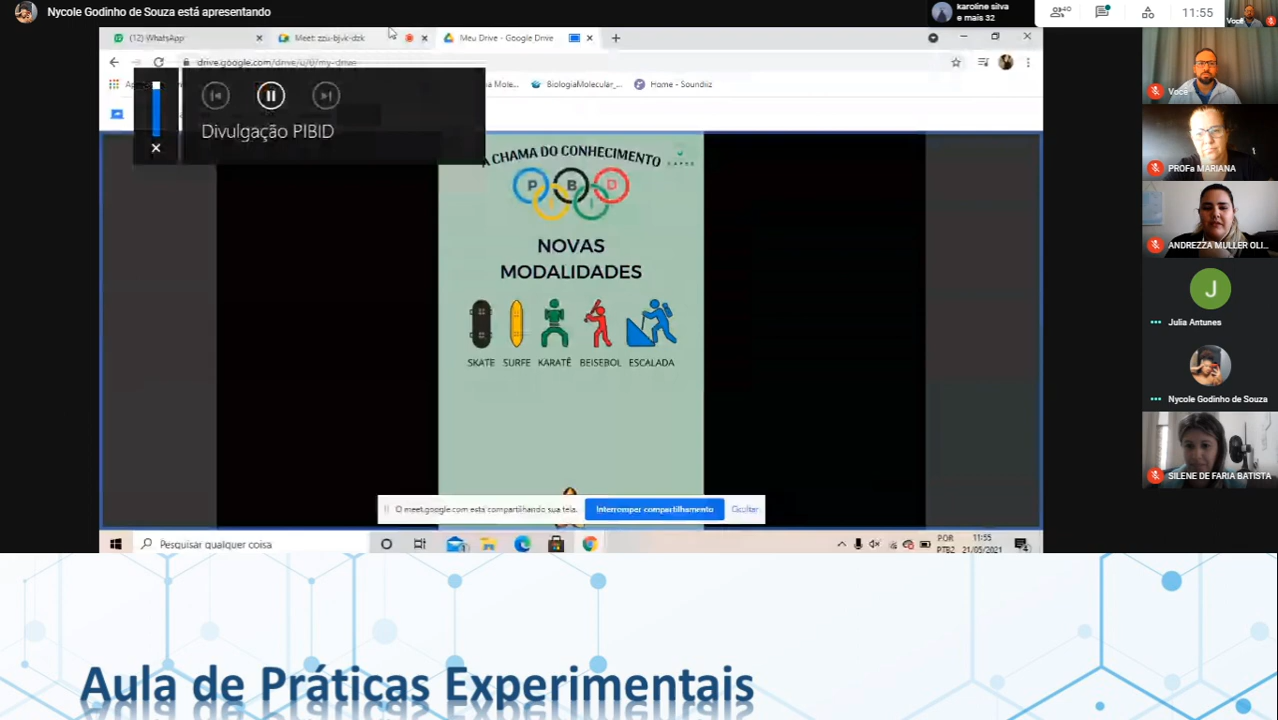 Nycole Godinho de Souza está apresentando
karoline silva
e mais 32
40
11:55
Você
(12) WhatsApp
Meet: zzu-bjvk-dzk
Meu Drive - Google Drive
drive.google.com/drive/u/0/my-drive
BiologiaMolecular_...
Home - Soundiiz
Divulgação PIBID
A CHAMA DO CONHECIMENTO
CAPES
P I B I D
NOVAS
MODALIDADES
SKATE SURFE KARATÊ BEISEBOL ESCALADA
O meet.google.com está compartilhando sua tela.
Interromper compartilhamento
Ocultar
Pesquisar qualquer coisa
POR
PTB2
11:55
21/05/2021
Você
PROFa MARIANA
ANDREZZA MULLER OLI...
J
Julia Antunes
Nycole Godinho de Souza
SILENE DE FARIA BATISTA
Aula de Práticas Experimentais